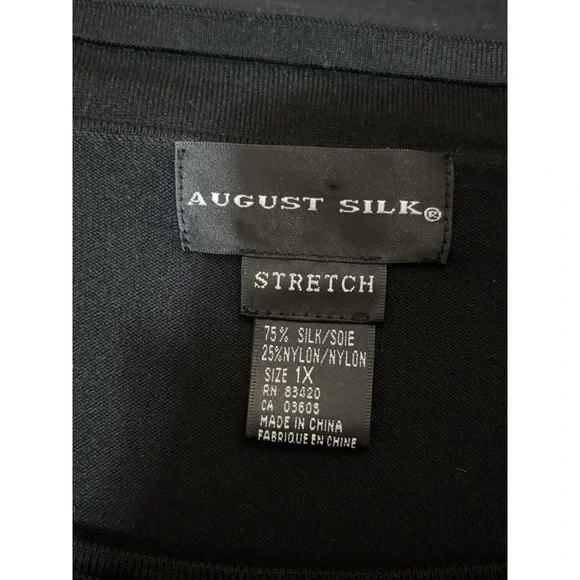 AUGUST SILK®
STRETCH
75% SILK/SOIE
25%NYLON/NYLON
SIZE 1X
RN 83420
CA 03605
MADE IN CHINA
FABRIQUE EN CHINE